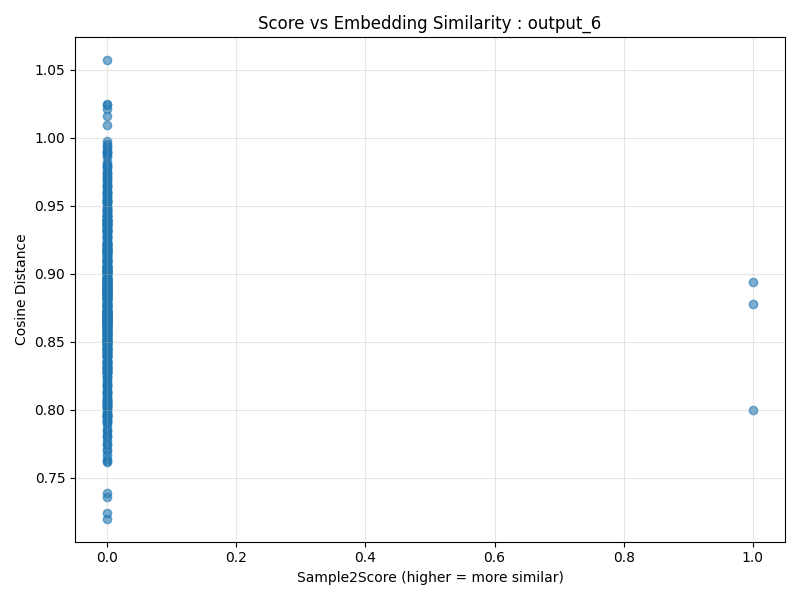 Score vs Embedding Similarity : output_6
1.05
1.00
0.95
0.90
0.85
0.80
0.75
Cosine Distance
0.0 0.2 0.4 0.6 0.8 1.0
Sample2Score (higher = more similar)